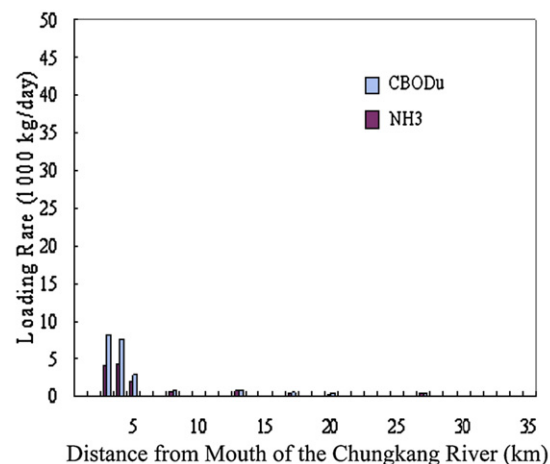 50
45
40
35
30
25
20
15
10
5
0
Loading Rare (1000 kg/day)
CBODu
NH3
5 10 15 20 25 30 35
Distance from Mouth of the Chungkang River (km)